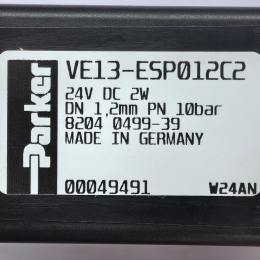 Parker
VE13-ESP012C2
24V DC 2W
DN 1,2mm PN 10bar
8204 0499-39
MADE IN GERMANY
00049491 W24AN